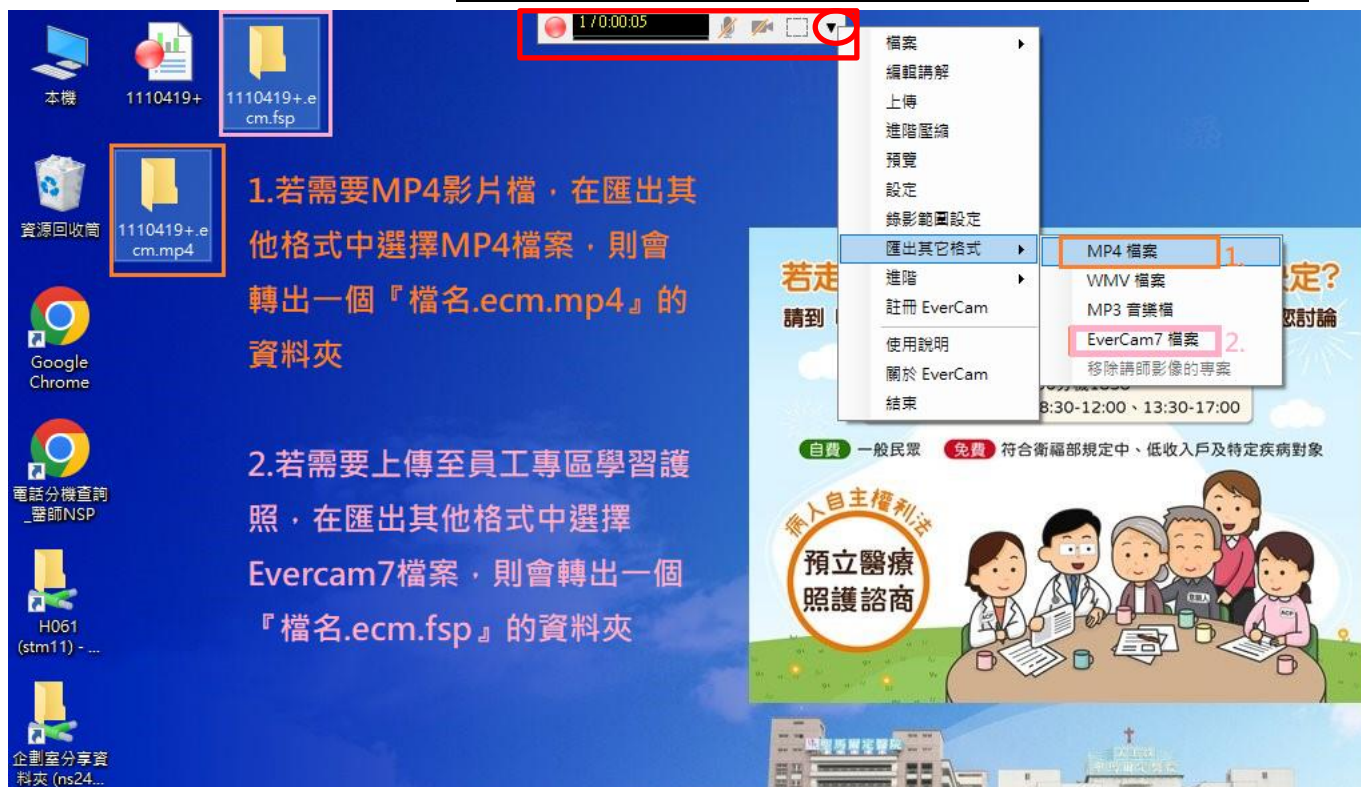 1 / 0:00:05
本機
1110419+
1110419+.e
cm.fsp
資源回收筒
1110419+.e
cm.mp4
Google
Chrome
電話分機查詢
_醫師NSP
H061
(stm11) - ...
企劃室分享資
料夾 (ns24...
1.若需要MP4影片檔，在匯出其
他格式中選擇MP4檔案，則會
轉出一個『檔名.ecm.mp4』的
資料夾
2.若需要上傳至員工專區學習護
照，在匯出其他格式中選擇
Evercam7檔案，則會轉出一個
『檔名.ecm.fsp』的資料夾
檔案
編輯講解
上傳
進階壓縮
預覽
設定
錄影範圍設定
匯出其它格式
進階
註冊 EverCam
使用說明
關於 EverCam
結束
MP4 檔案
1.
WMV 檔案
MP3 音樂檔
EverCam7 檔案
2.
移除講師影像的專案
若走
定?
請到
您討論
8:30-12:00、13:30-17:00
自費 一般民眾 免費 符合衛福部規定中、低收入戶及特定疾病對象
病人自主權利法
預立醫療
照護諮商
意願人
ACP
ACP
聖馬爾定醫院